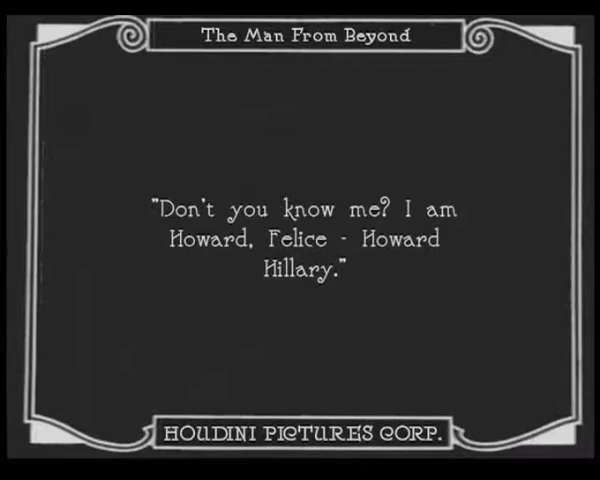 The Man From Beyond
"Don't you know me? I am
Howard, Felice - Howard
Hillary."
HOUDINI PICTURES CORP.